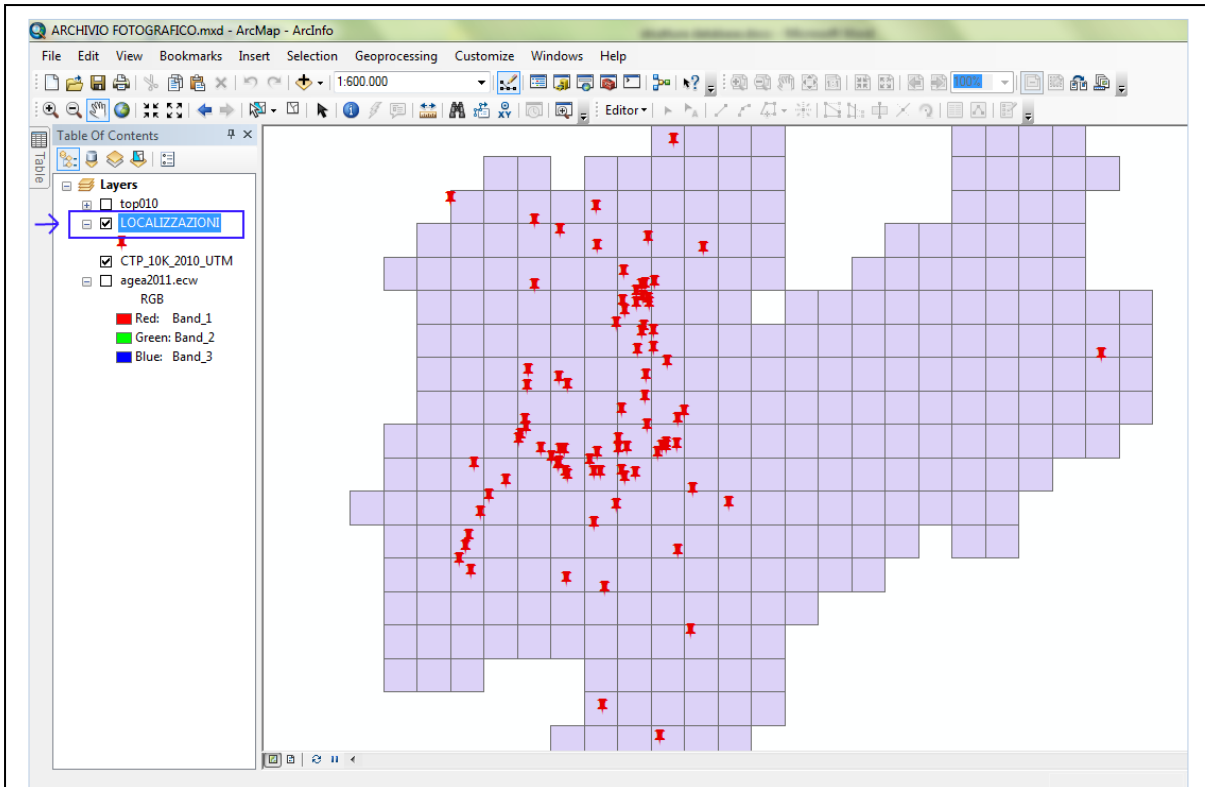 ARCHIVIO FOTOGRAFICO.mxd - ArcMap - ArcInfo
File Edit View Bookmarks Insert Selection Geoprocessing Customize Windows Help
1:600.000
100%
Editor
Table Of Contents
Table
Layers
top010
LOCALIZZAZIONI
CTP_10K_2010_UTM
agea2011.ecw
RGB
Red: Band_1
Green: Band_2
Blue: Band_3